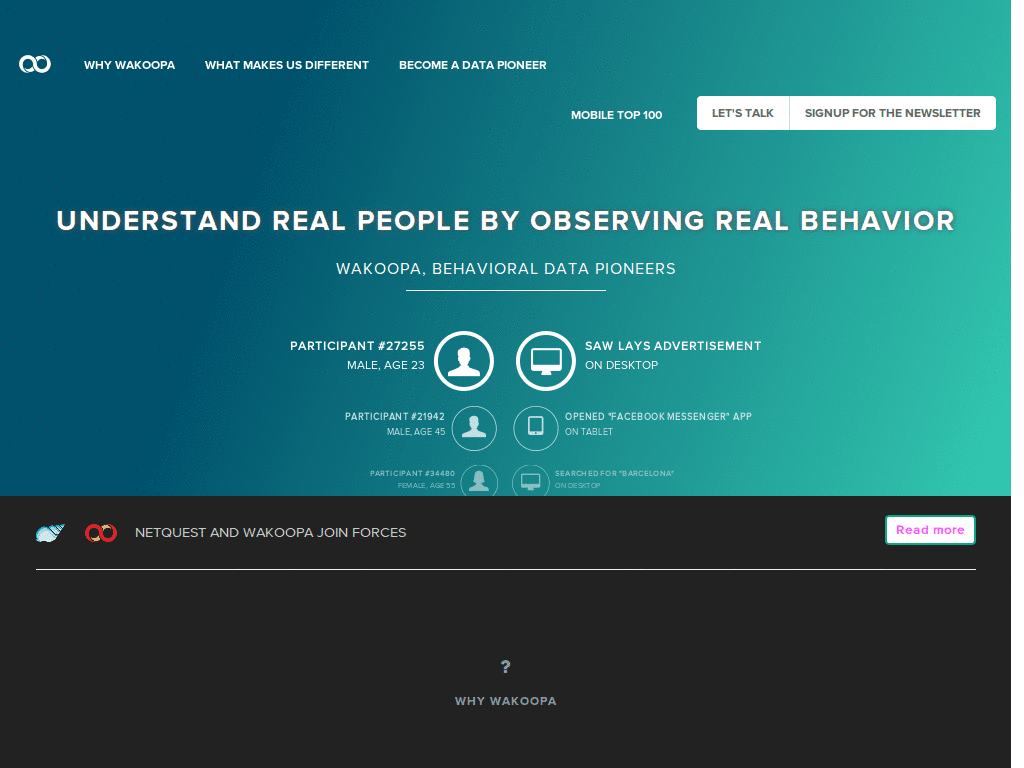 WHY WAKOOPA
WHAT MAKES US DIFFERENT
BECOME A DATA PIONEER
MOBILE TOP 100
LET'S TALK
SIGNUP FOR THE NEWSLETTER
UNDERSTAND REAL PEOPLE BY OBSERVING REAL BEHAVIOR
WAKOOPA, BEHAVIORAL DATA PIONEERS
PARTICIPANT #27255
MALE, AGE 23
SAW LAYS ADVERTISEMENT
ON DESKTOP
PARTICIPANT #21942
MALE, AGE 45
OPENED "FACEBOOK MESSENGER" APP
ON TABLET
PARTICIPANT #34480
FEMALE, AGE 55
SEARCHED FOR "BARCELONA"
ON DESKTOP
NETQUEST AND WAKOOPA JOIN FORCES
Read more
?
WHY WAKOOPA